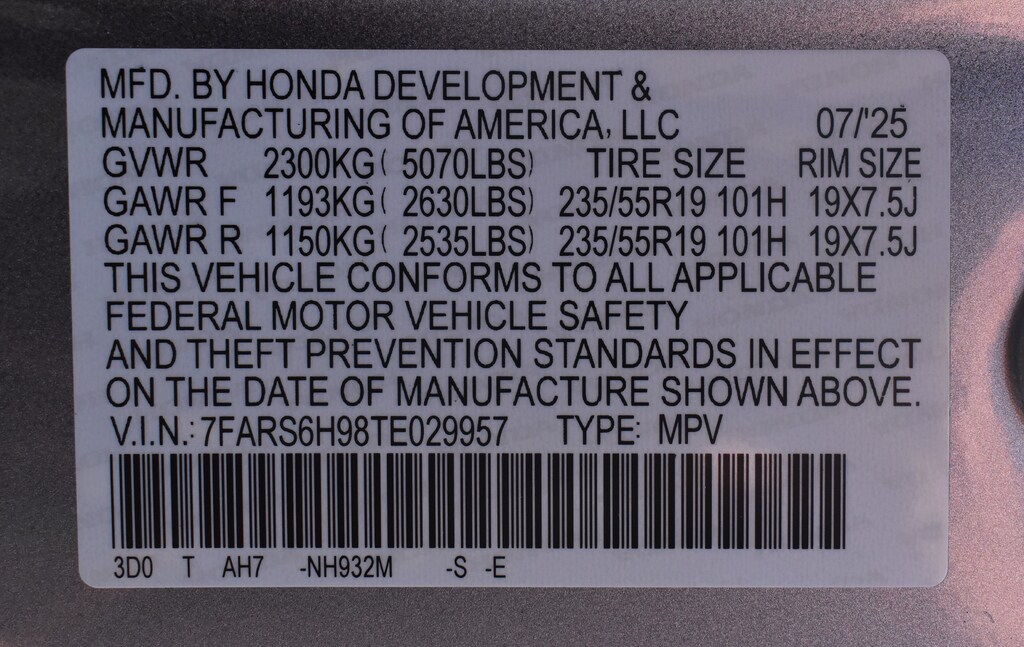 MFD. BY HONDA DEVELOPMENT &
MANUFACTURING OF AMERICA, LLC 07/'25
GVWR 2300KG( 5070LBS) TIRE SIZE RIM SIZE
GAWR F 1193KG( 2630LBS) 235/55R19 101H 19X7.5J
GAWR R 1150KG( 2535LBS) 235/55R19 101H 19X7.5J
THIS VEHICLE CONFORMS TO ALL APPLICABLE
FEDERAL MOTOR VEHICLE SAFETY
AND THEFT PREVENTION STANDARDS IN EFFECT
ON THE DATE OF MANUFACTURE SHOWN ABOVE.
V.I.N.: 7FARS6H98TE029957 TYPE: MPV
3D0 T AH7 -NH932M -S -E